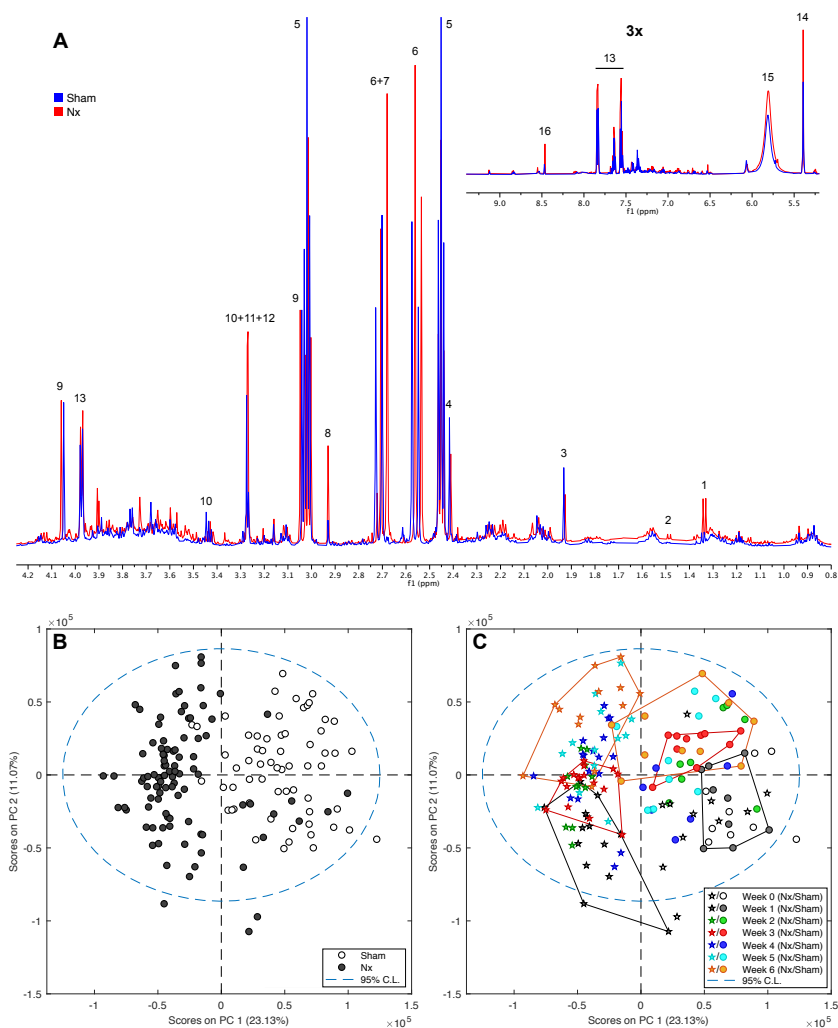 A
5
5
3x
14
6
13
6+7
15
Sham
Nx
16
9.0
8.5
8.0
7.5
7.0
6.5
6.0
5.5
f1 (ppm)
9
10+11+12
9
13
4
8
3
10
1
2
4.2 4.1 4.0 3.9 3.8 3.7 3.6 3.5 3.4 3.3 3.2 3.1 3.0 2.9 2.8 2.7 2.6 2.5 2.4 2.3 2.2 2.1 2.0 1.9 1.8 1.7 1.6 1.5 1.4 1.3 1.2 1.1 1.0 0.9 0.8
f1 (ppm)
×10⁵
B
1
0.5
0
-0.5
-1
-1.5
Scores on PC 2 (11.07%)
Sham
Nx
95% C.L.
-1 -0.5 0 0.5 1 1.5
Scores on PC 1 (23.13%)
×10⁵
×10⁵
C
1
0.5
0
-0.5
-1
-1.5
Scores on PC 2 (11.07%)
/ Week 0 (Nx/Sham)
/ Week 1 (Nx/Sham)
/ Week 2 (Nx/Sham)
/ Week 3 (Nx/Sham)
/ Week 4 (Nx/Sham)
/ Week 5 (Nx/Sham)
/ Week 6 (Nx/Sham)
95% C.L.
-1 -0.5 0 0.5 1 1.5
Scores on PC 1 (23.13%)
×10⁵